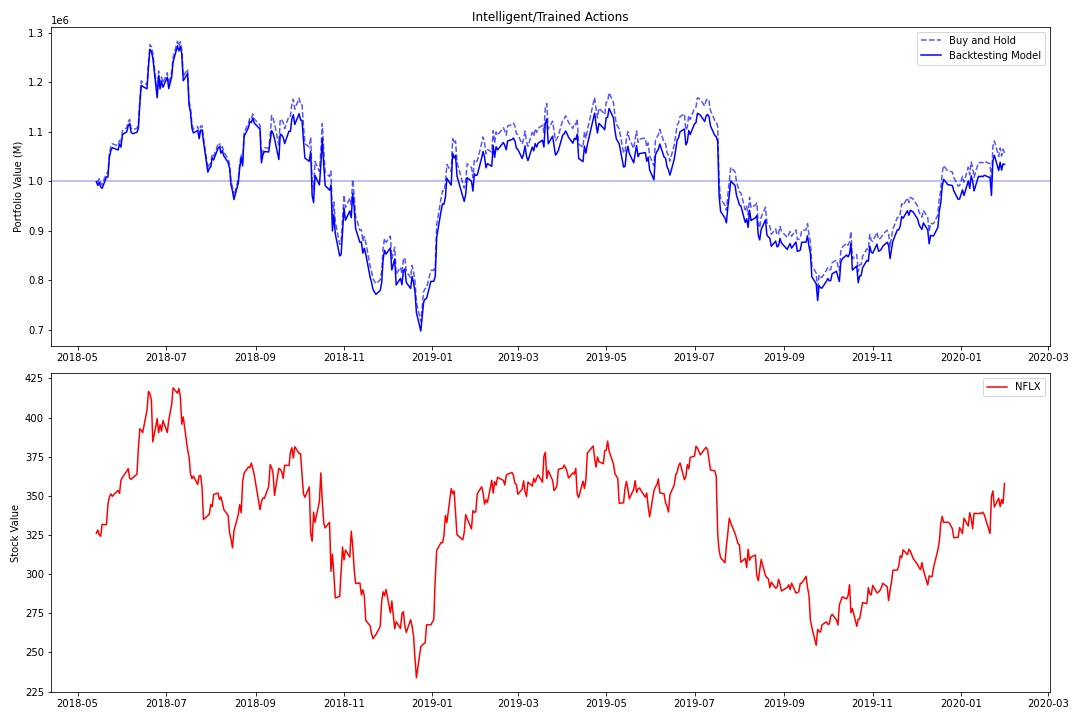 Intelligent/Trained Actions
1e6
Buy and Hold
Backtesting Model
Portfolio Value (M)
1.3
1.2
1.1
1.0
0.9
0.8
0.7
2018-05 2018-07 2018-09 2018-11 2019-01 2019-03 2019-05 2019-07 2019-09 2019-11 2020-01 2020-03
NFLX
Stock Value
425
400
375
350
325
300
275
250
225
2018-05 2018-07 2018-09 2018-11 2019-01 2019-03 2019-05 2019-07 2019-09 2019-11 2020-01 2020-03